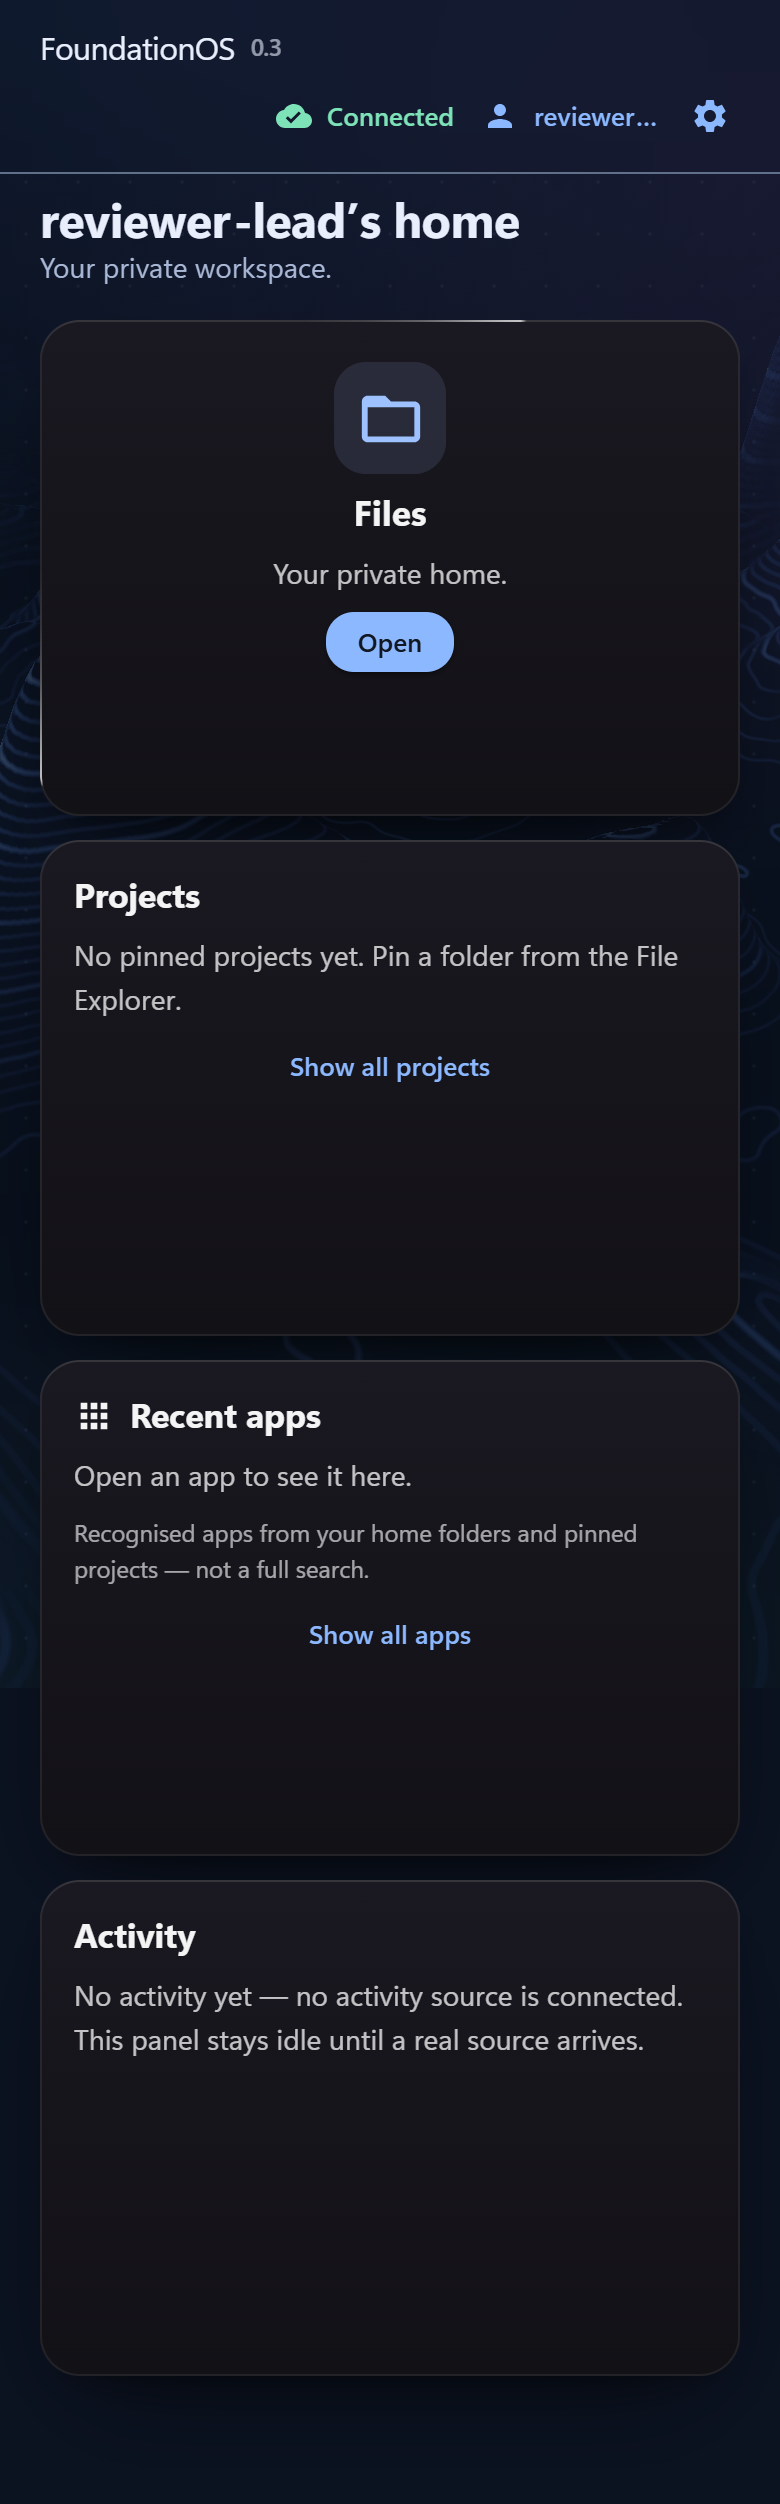 FoundationOS 0.3
Connected reviewer...
reviewer-lead’s home
Your private workspace.
Files
Your private home.
Open
Projects
No pinned projects yet. Pin a folder from the File
Explorer.
Show all projects
Recent apps
Open an app to see it here.
Recognised apps from your home folders and pinned
projects — not a full search.
Show all apps
Activity
No activity yet — no activity source is connected.
This panel stays idle until a real source arrives.